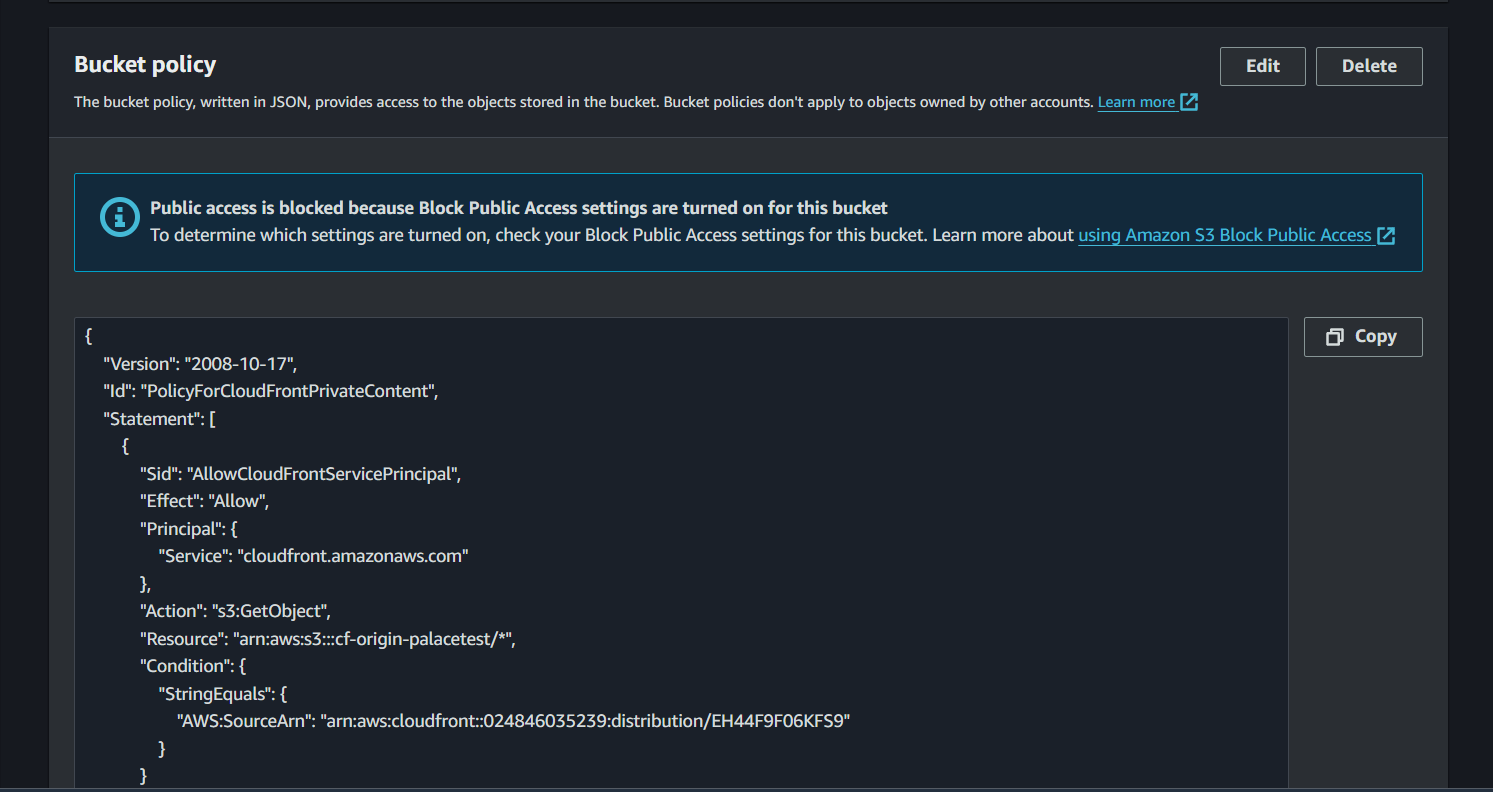 Bucket policy
Edit
Delete
The bucket policy, written in JSON, provides access to the objects stored in the bucket. Bucket policies don't apply to objects owned by other accounts. Learn more
Public access is blocked because Block Public Access settings are turned on for this bucket
To determine which settings are turned on, check your Block Public Access settings for this bucket. Learn more about using Amazon S3 Block Public Access
Copy
{
"Version": "2008-10-17",
"Id": "PolicyForCloudFrontPrivateContent",
"Statement": [
{
"Sid": "AllowCloudFrontServicePrincipal",
"Effect": "Allow",
"Principal": {
"Service": "cloudfront.amazonaws.com"
},
"Action": "s3:GetObject",
"Resource": "arn:aws:s3:::cf-origin-palacetest/*",
"Condition": {
"StringEquals": {
"AWS:SourceArn": "arn:aws:cloudfront::024846035239:distribution/EH44F9F06KFS9"
}
}